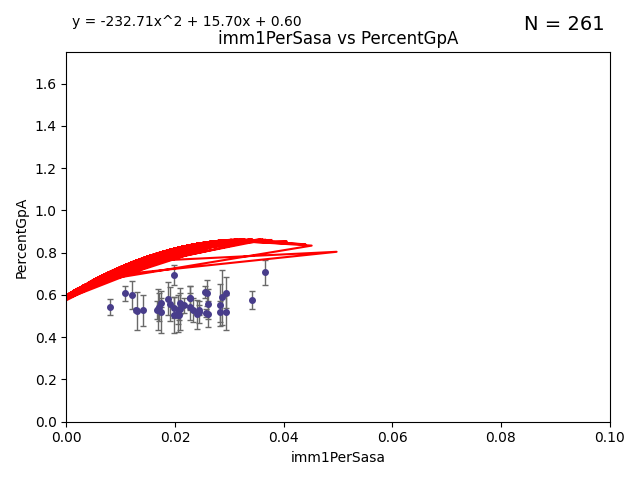 y = -232.71x^2 + 15.70x + 0.60
N = 261
imm1PerSasa vs PercentGpA
PercentGpA
1.6
1.4
1.2
1.0
0.8
0.6
0.4
0.2
0.0
0.00 0.02 0.04 0.06 0.08 0.10
imm1PerSasa